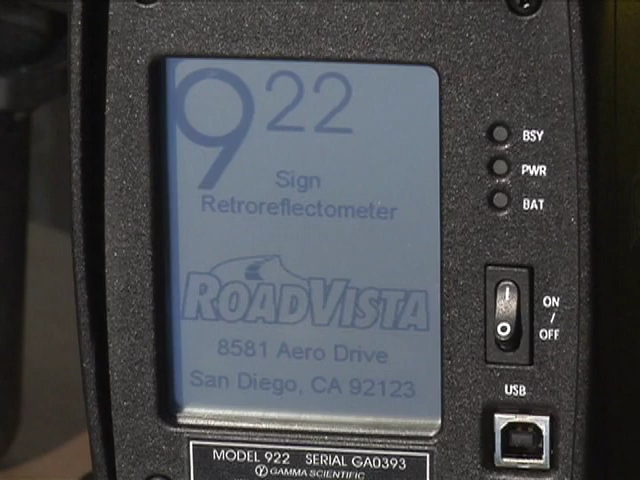 922
Sign
Retroreflectometer
ROADVISTA
8581 Aero Drive
San Diego, CA 92123
BSY
PWR
BAT
ON
/
OFF
USB
MODEL 922 SERIAL GA0393
GAMMA SCIENTIFIC